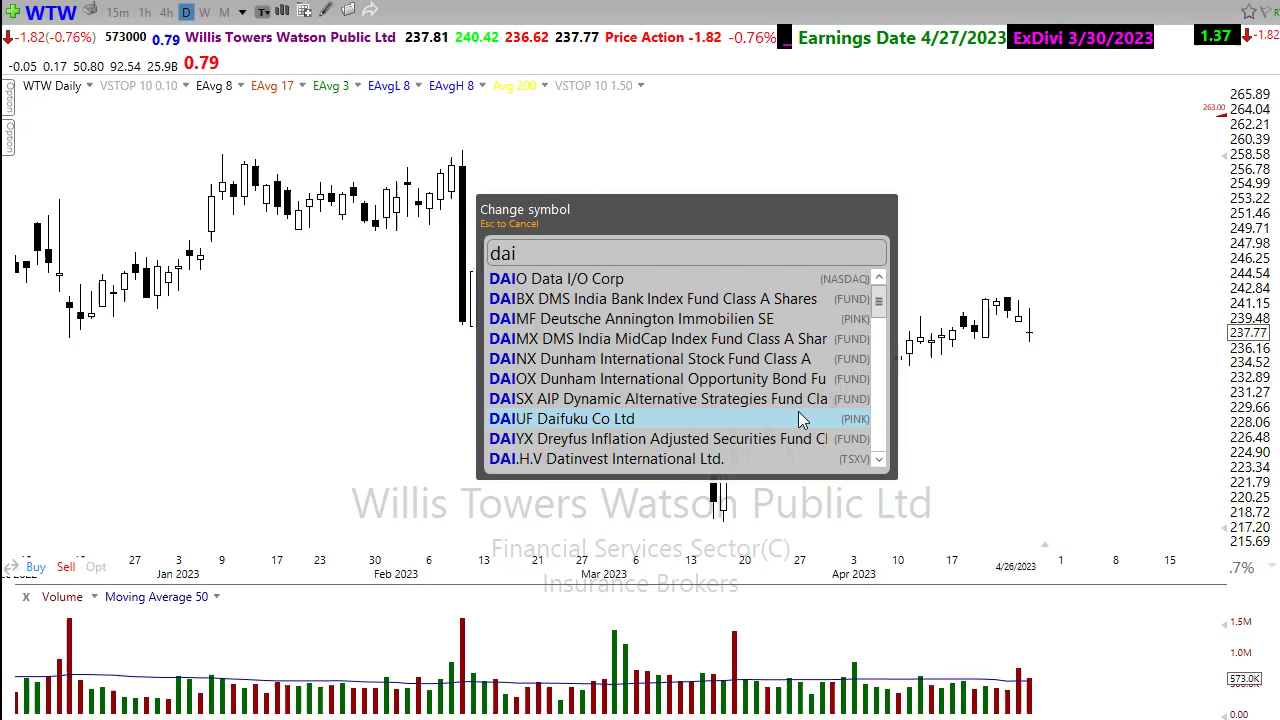 WTW 15m 1h 4h D W M
-1.82(-0.76%) 573000 0.79 Willis Towers Watson Public Ltd 237.81 240.42 236.62 237.77 Price Action -1.82 -0.76% ... Earnings Date 4/27/2023 ExDivi 3/30/2023 1.37 -1.82
-0.05 0.17 50.80 92.54 25.9B 0.79
WTW Daily VSTOP 10 0.10 EAvg 8 EAvg 17 EAvg 3 EAvgL 8 EAvgH 8 Avg 200 VSTOP 10 1.50
Option
Option
265.89
263.00
264.04
262.21
260.39
258.58
256.78
254.99
253.22
251.46
249.71
247.98
246.25
244.54
242.84
241.15
239.48
237.77
236.16
234.52
232.89
231.27
229.66
228.06
226.48
224.90
223.34
221.79
220.25
218.72
217.20
215.69
Change symbol
Esc to Cancel
dai
DAIO Data I/O Corp (NASDAQ)
DAIBX DMS India Bank Index Fund Class A Shares (FUND)
DAIMF Deutsche Annington Immobilien SE (PINK)
DAIMX DMS India MidCap Index Fund Class A Shar (FUND)
DAINX Dunham International Stock Fund Class A (FUND)
DAIOX Dunham International Opportunity Bond Fu (FUND)
DAISX AIP Dynamic Alternative Strategies Fund Cla (FUND)
DAIUF Daifuku Co Ltd (PINK)
DAIYX Dreyfus Inflation Adjusted Securities Fund Cl (FUND)
DAI.H.V Datinvest International Ltd. (TSXV)
Willis Towers Watson Public Ltd
Financial Services Sector(C)
Insurance Brokers
27 3 9 17 23 30 6 13 21 27 6 13 20 27 3 10 17 1 8 15
Buy Sell Opt
Jan 2023 Feb 2023 Mar 2023 Apr 2023 4/26/2023
.7%
X Volume Moving Average 50
1.5M
1.0M
573.0K
0.00